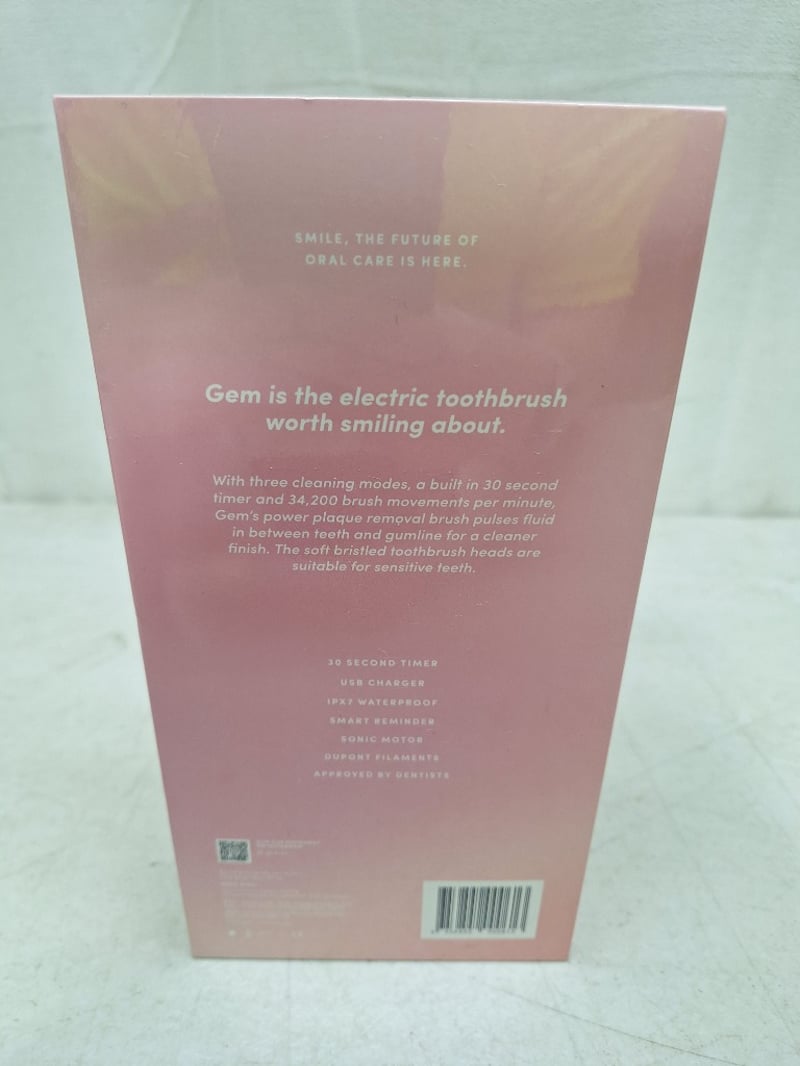 SMILE, THE FUTURE OF
ORAL CARE IS HERE.
Gem is the electric toothbrush
worth smiling about.
With three cleaning modes, a built in 30 second
timer and 34,200 brush movements per minute,
Gem's power plaque removal brush pulses fluid
in between teeth and gumline for a cleaner
finish. The soft bristled toothbrush heads are
suitable for sensitive teeth.
30 SECOND TIMER
USB CHARGER
IPX7 WATERPROOF
SMART REMINDER
SONIC MOTOR
DUPONT FILAMENTS
APPROVED BY DENTISTS